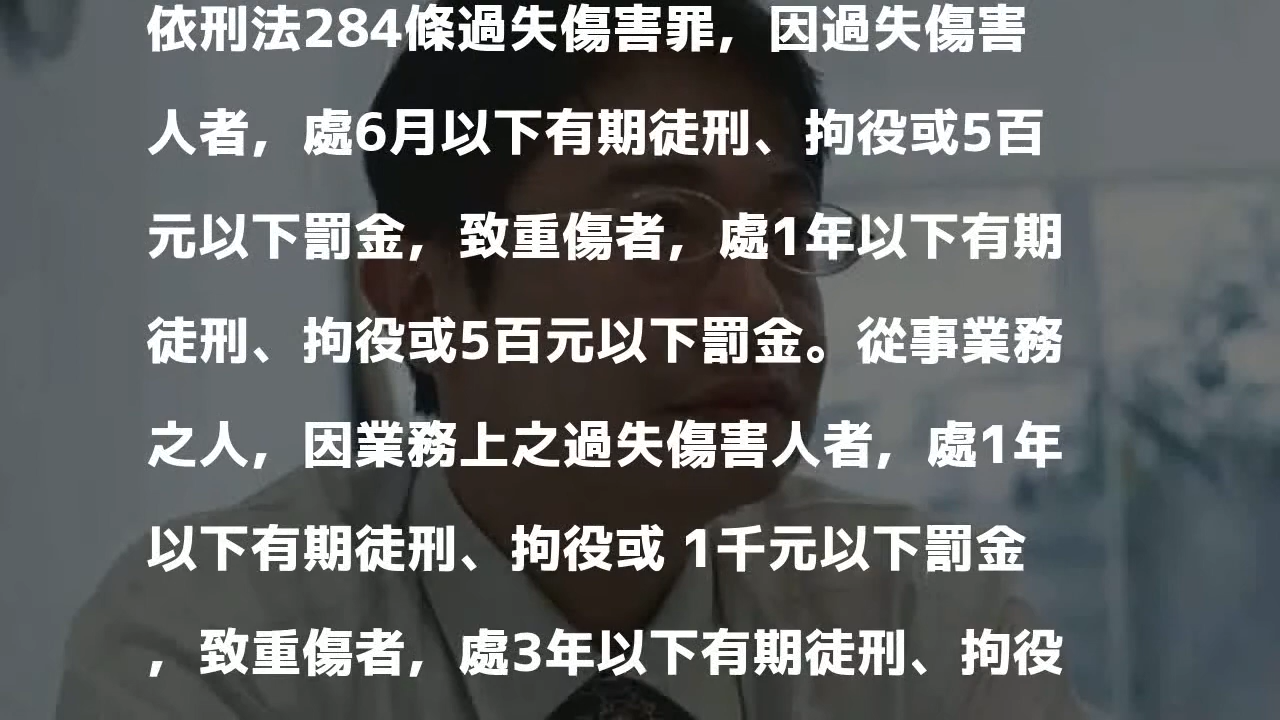 依刑法284條過失傷害罪，因過失傷害
人者，處6月以下有期徒刑、拘役或5百
元以下罰金，致重傷者，處1年以下有期
徒刑、拘役或5百元以下罰金。從事業務
之人，因業務上之過失傷害人者，處1年
以下有期徒刑、拘役或 1千元以下罰金
，致重傷者，處3年以下有期徒刑、拘役